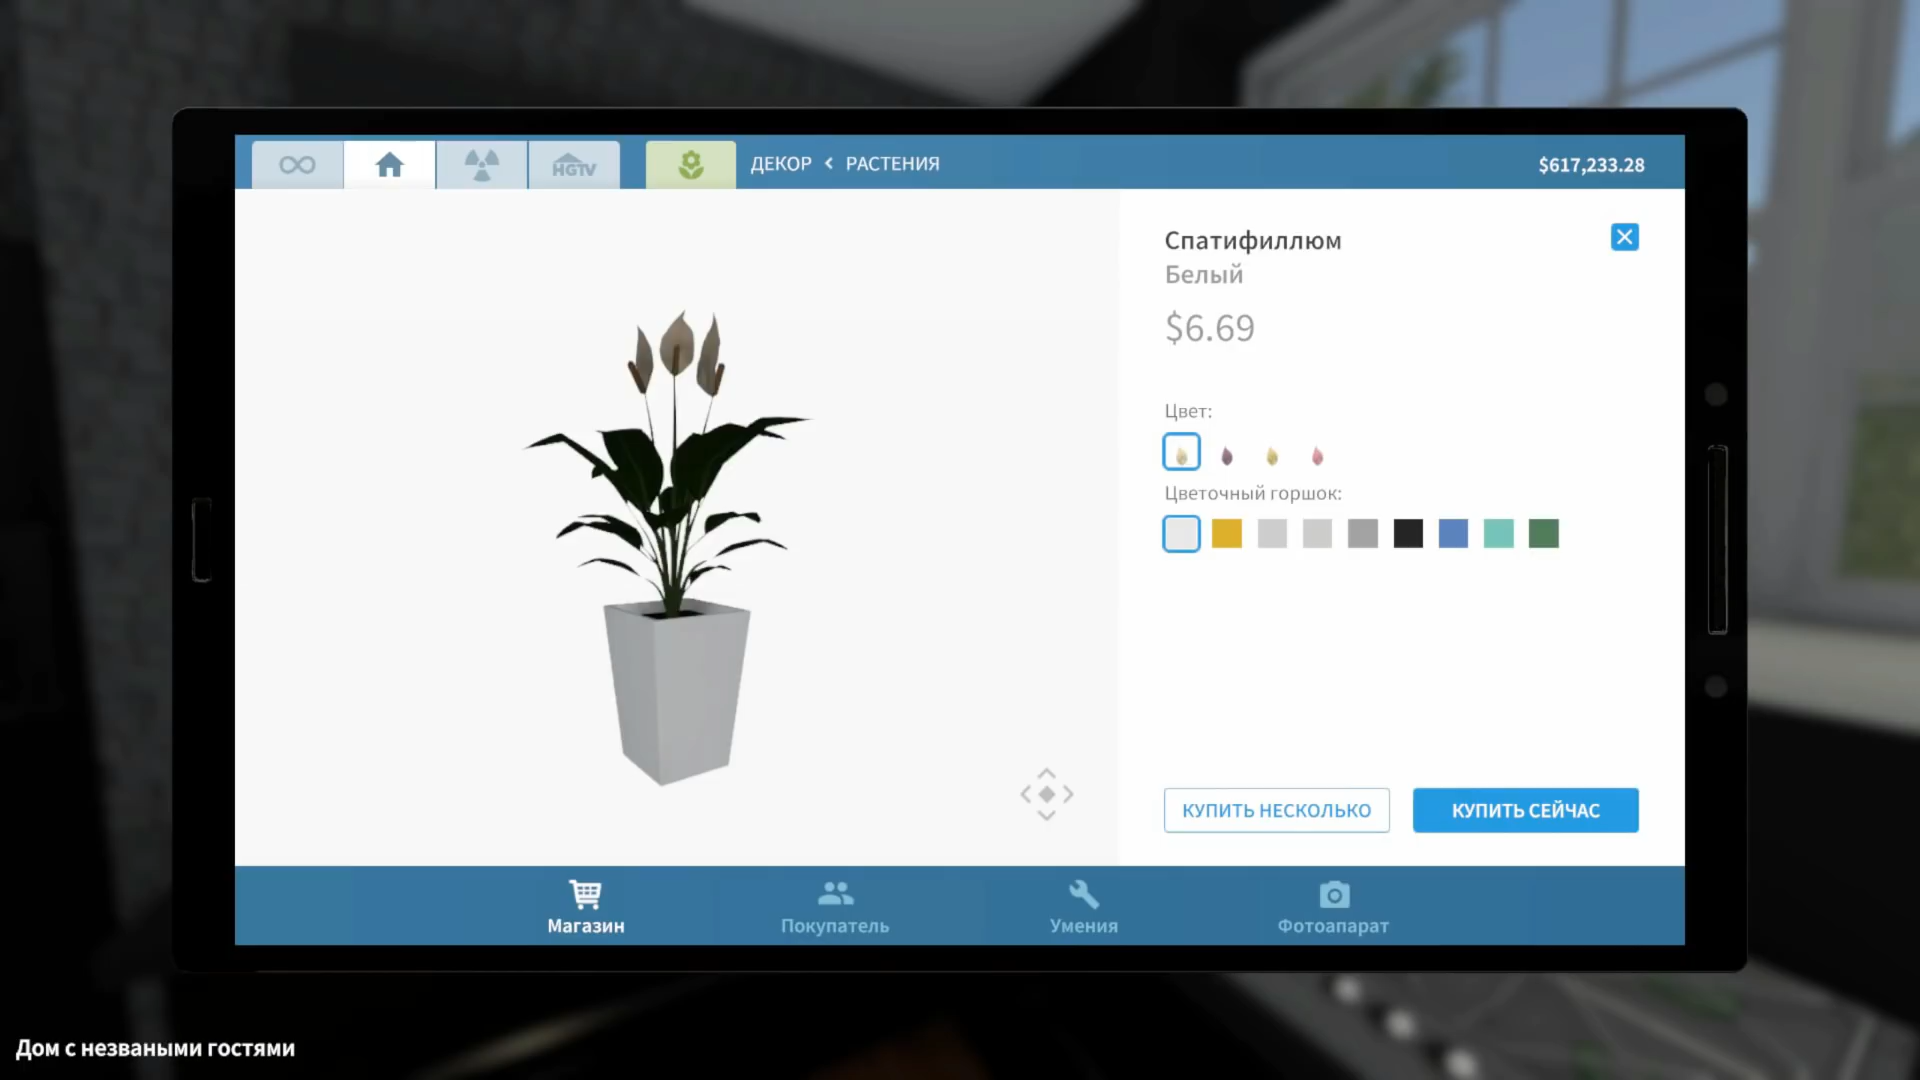 HGTV
ДЕКОР < РАСТЕНИЯ
$617,233.28
Спатифиллюм
Белый
$6.69
Цвет:
Цветочный горшок:
КУПИТЬ НЕСКОЛЬКО
КУПИТЬ СЕЙЧАС
Магазин
Покупатель
Умения
Фотоапарат
Дом с незваными гостями